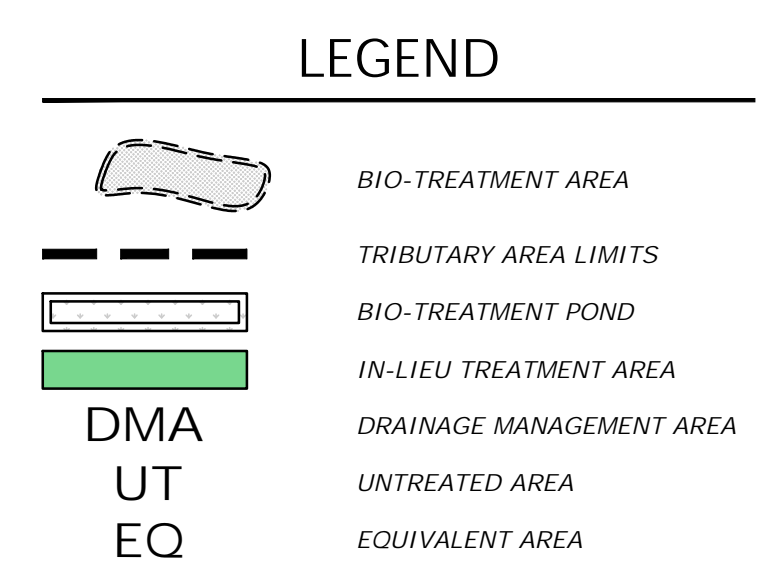 LEGEND
BIO-TREATMENT AREA
TRIBUTARY AREA LIMITS
BIO-TREATMENT POND
IN-LIEU TREATMENT AREA
DMA DRAINAGE MANAGEMENT AREA
UT UNTREATED AREA
EQ EQUIVALENT AREA